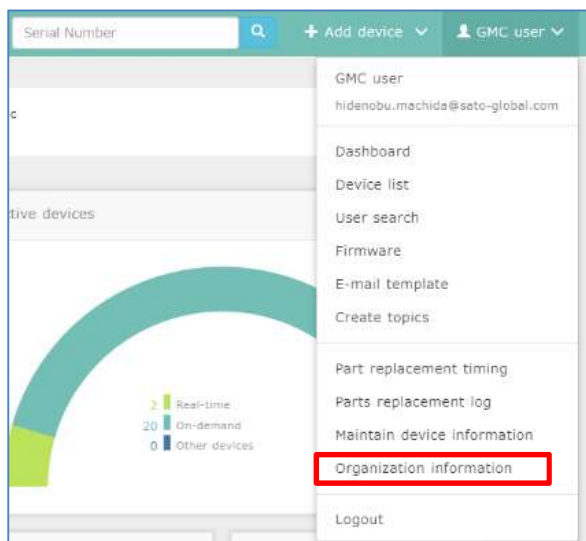 Serial Number
+ Add device
GMC user
GMC user
hidenobu.machida@sato-global.com
c
Dashboard
Device list
tive devices
User search
Firmware
E-mail template
Create topics
Part replacement timing
2 Real-time
Parts replacement log
20 On-demand
Maintain device information
0 Other devices
Organization information
Logout